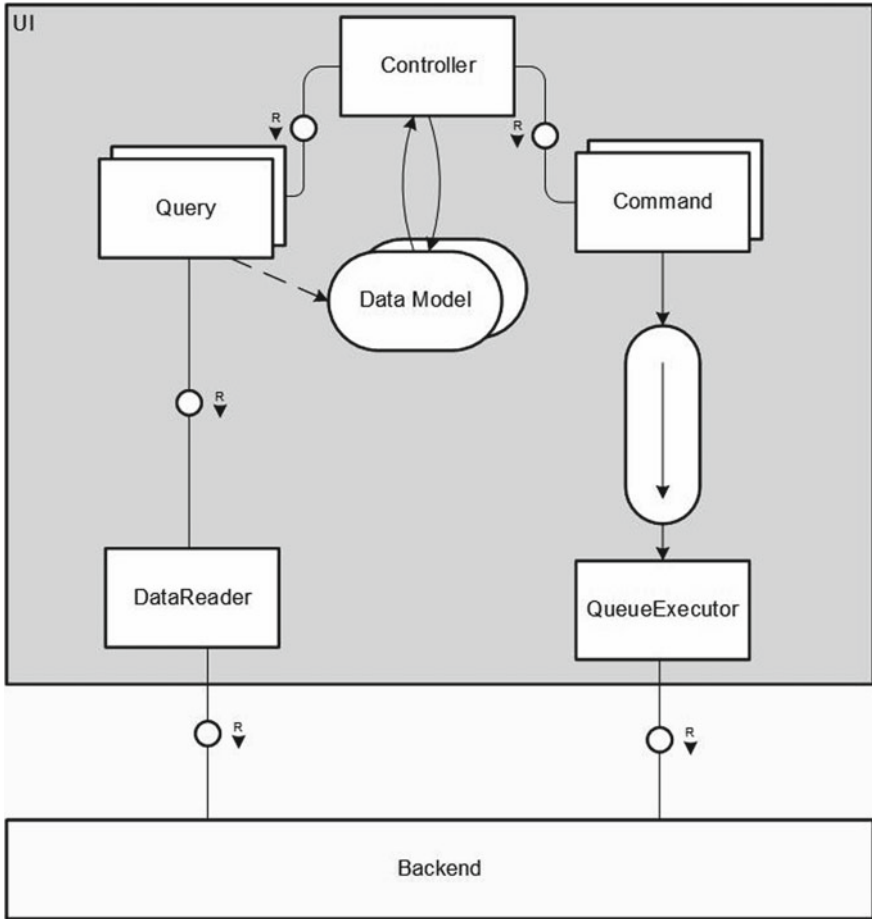 UI
Controller
R
R
Query
Command
Data Model
R
DataReader
QueueExecutor
R
R
Backend